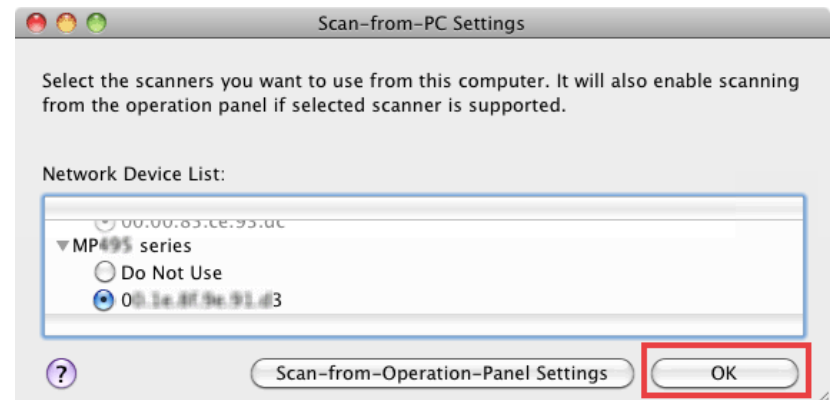 Scan-from-PC Settings
Select the scanners you want to use from this computer. It will also enable scanning
from the operation panel if selected scanner is supported.
Network Device List:
series
Do Not Use
Scan-from-Operation-Panel Settings
OK
?